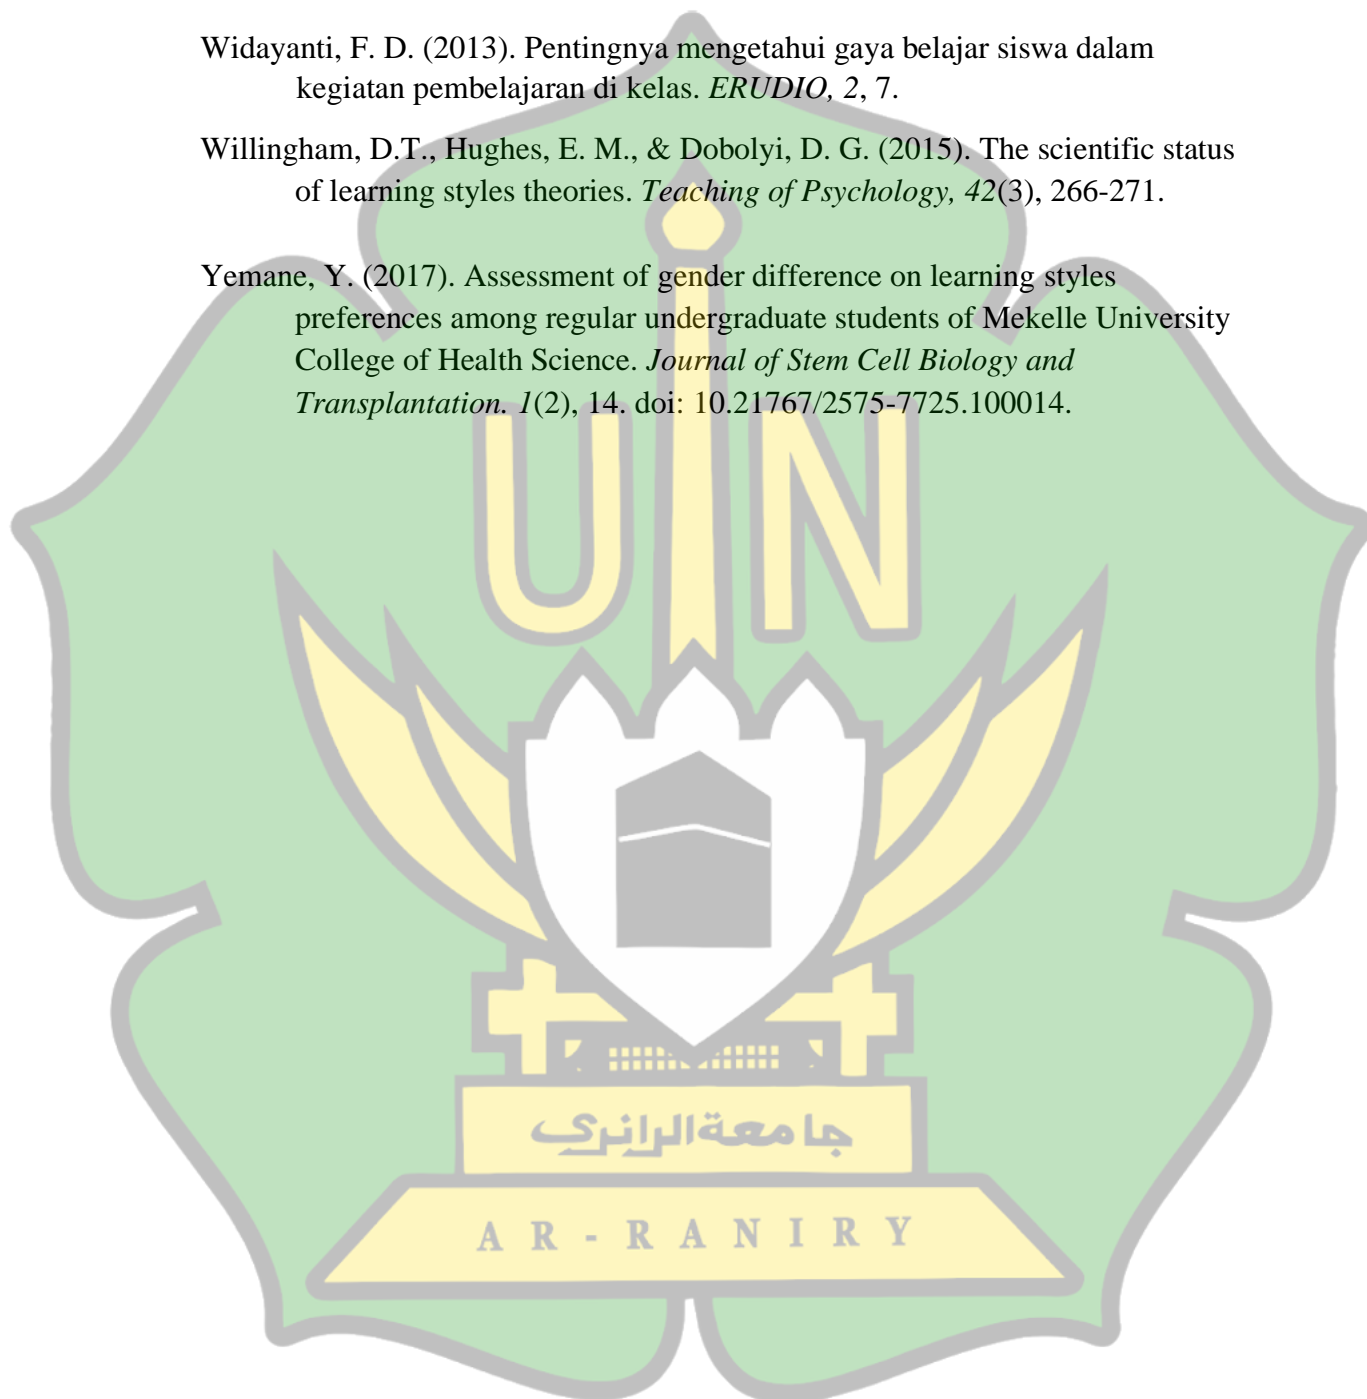 Widayanti, F. D. (2013). Pentingnya mengetahui gaya belajar siswa dalam
kegiatan pembelajaran di kelas. ERUDIO, 2, 7.
Willingham, D.T., Hughes, E. M., & Dobolyi, D. G. (2015). The scientific status
of learning styles theories. Teaching of Psychology, 42(3), 266-271.
Yemane, Y. (2017). Assessment of gender difference on learning styles
preferences among regular undergraduate students of Mekelle University
College of Health Science. Journal of Stem Cell Biology and
Transplantation. 1(2), 14. doi: 10.21767/2575-7725.100014.
UIN
جامعة الرانري
AR-RANIRY